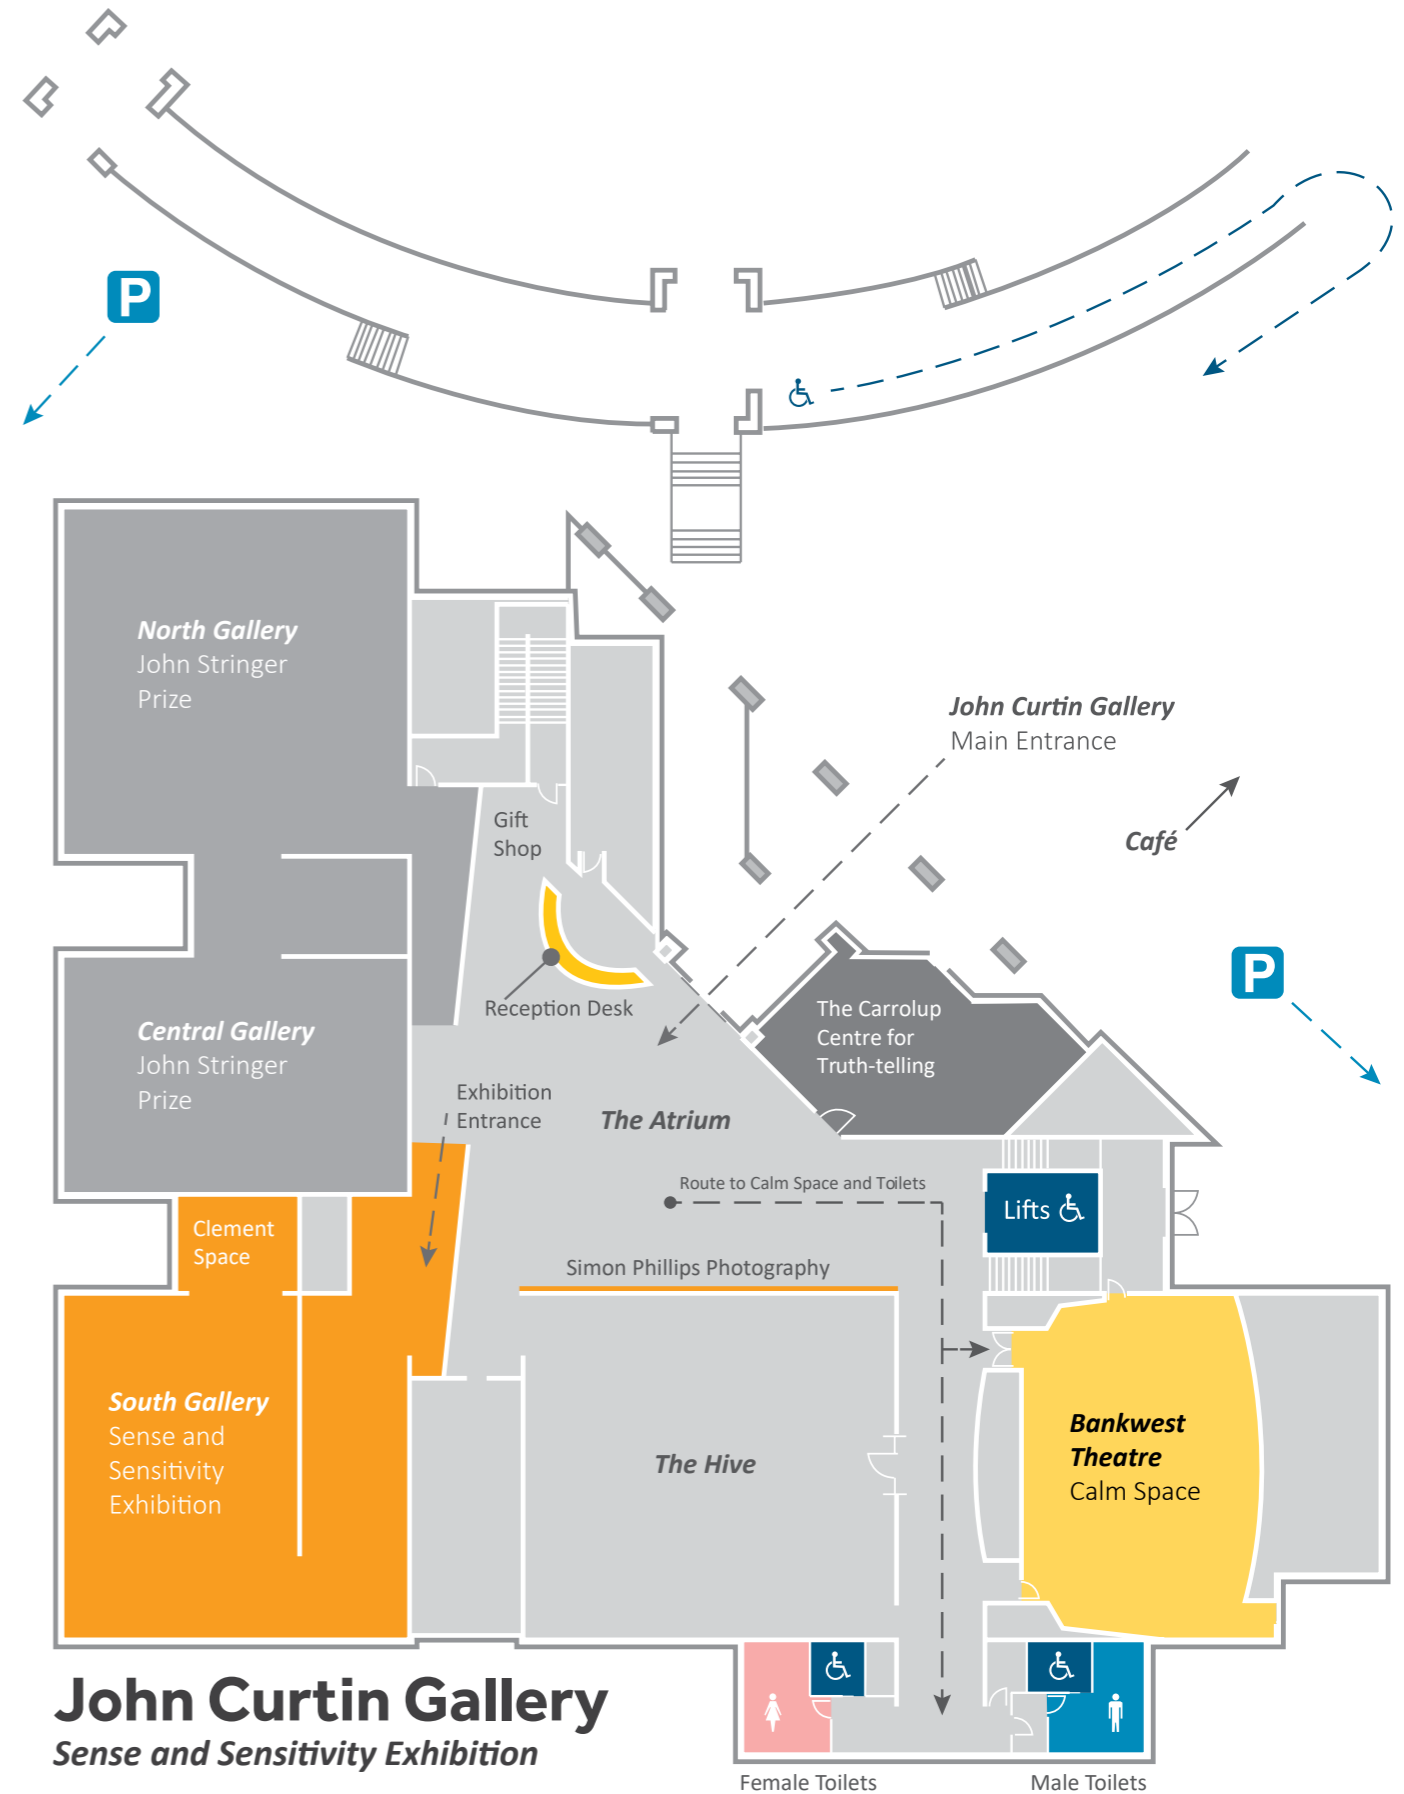 P
North Gallery
John Stringer
Prize
John Curtin Gallery
Main Entrance
Gift
Shop
Café
P
Reception Desk
The Carrolup
Centre for
Truth-telling
Central Gallery
John Stringer
Prize
Exhibition
Entrance
The Atrium
Route to Calm Space and Toilets
Lifts
Clement
Space
Simon Phillips Photography
South Gallery
Sense and
Sensitivity
Exhibition
The Hive
Bankwest
Theatre
Calm Space
John Curtin Gallery
Sense and Sensitivity Exhibition
Female Toilets
Male Toilets